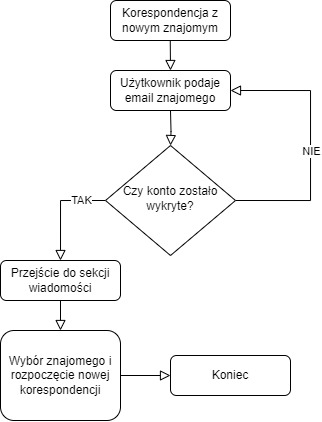 Korespondencja z
nowym znajomym
Użytkownik podaje
email znajomego
NIE
Czy konto zostało
wykryte?
TAK
Przejście do sekcji
wiadomości
Wybór znajomego i
rozpoczęcie nowej
korespondencji
Koniec